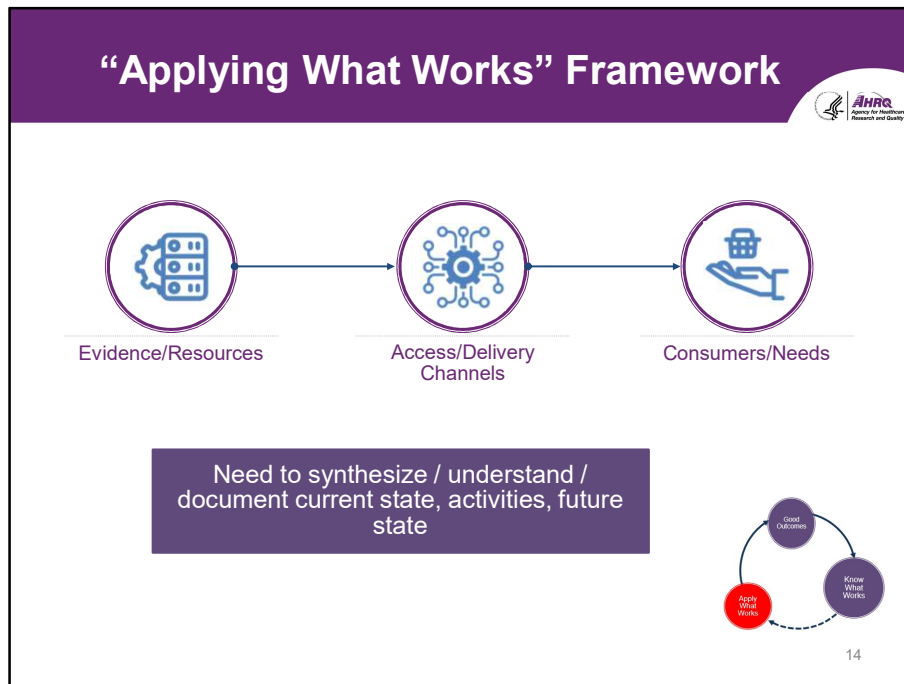 “Applying What Works” Framework
AHRQ
Agency for Healthcare
Research and Quality
Evidence/Resources
Access/Delivery
Channels
Consumers/Needs
Need to synthesize / understand /
document current state, activities, future
state
Good
Outcomes
Know
What
Works
Apply
What
Works
14